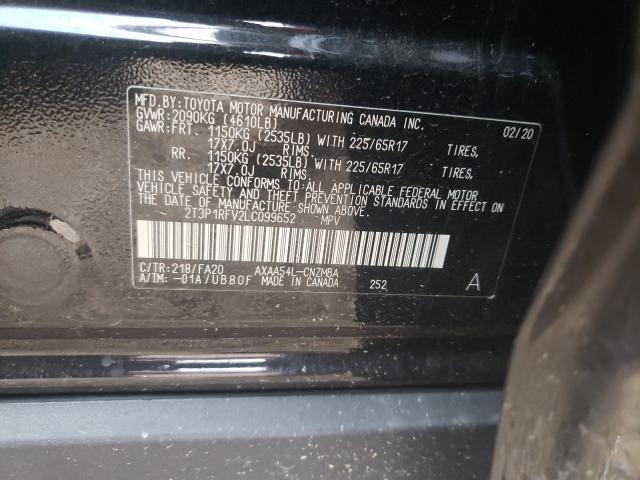 MFD.BY:TOYOTA MOTOR MANUFACTURING CANADA INC.
GVWR:2090KG (4610LB) 02/20
GAWR:FRT. 1150KG (2535LB) WITH 225/65R17 TIRES,
17X7.0J RIMS
RR. 1150KG (2535LB) WITH 225/65R17 TIRES,
17X7.0J RIMS
THIS VEHICLE CONFORMS TO ALL APPLICABLE FEDERAL MOTOR
VEHICLE SAFETY AND THEFT PREVENTION STANDARDS IN EFFECT ON
THE DATE OF MANUFACTURE SHOWN ABOVE.
2T3P1RFV2LC099652 MPV
C/TR:218/FA20 AXAA54L-CNZMBA
A/TM:-01A/UB80F MADE IN CANADA 252 A